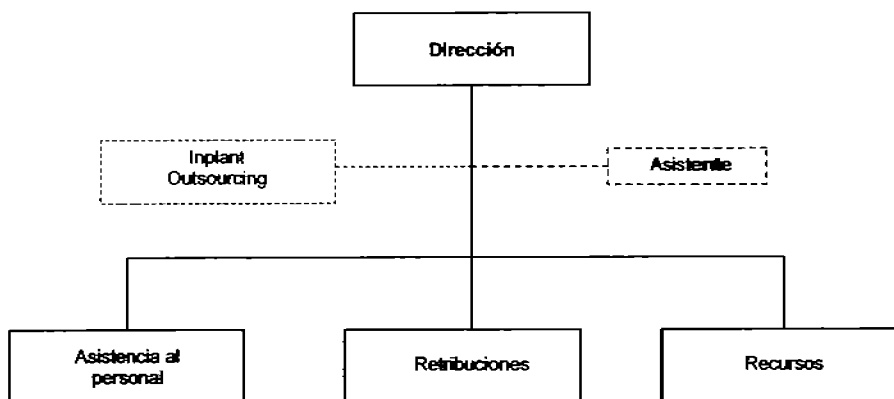 Dirección
Inplant
Outsourcing
Asistente
Asistencia al
personal
Retribuciones
Recursos